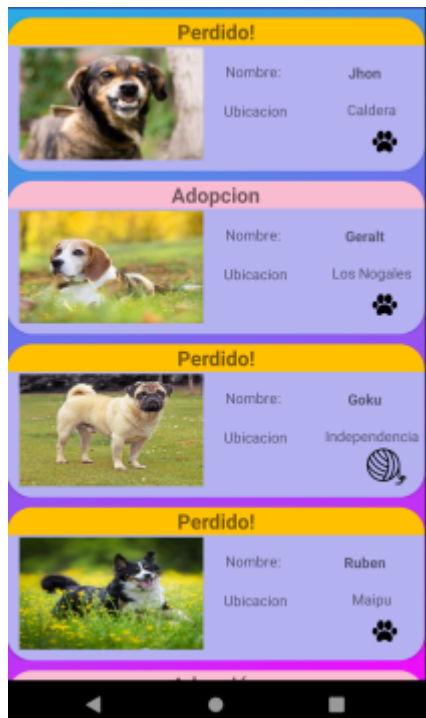 Perdido!
Nombre: Jhon
Ubicacion Caldera
Adopcion
Nombre: Geralt
Ubicacion Los Nogales
Perdido!
Nombre: Goku
Ubicacion Independencia
Perdido!
Nombre: Ruben
Ubicacion Maipu